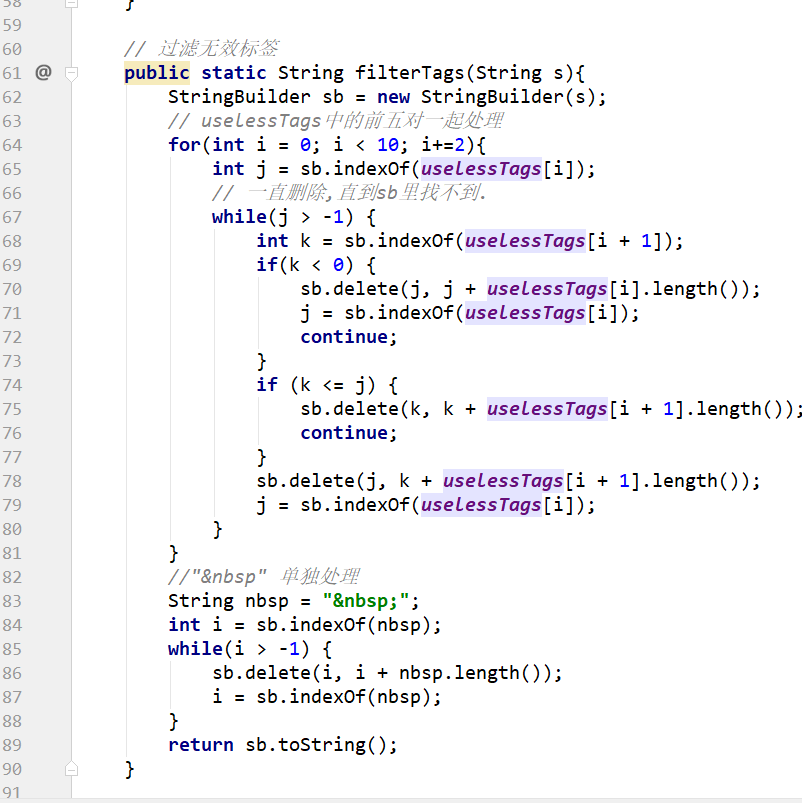 58 }
59
60 // 过滤无效标签
61 @ public static String filterTags(String s){
62 StringBuilder sb = new StringBuilder(s);
63 // uselessTags中的前五对一起处理
64 for(int i = 0; i < 10; i+=2){
65 int j = sb.indexOf(uselessTags[i]);
66 // 一直删除,直到sb里找不到.
67 while(j > -1) {
68 int k = sb.indexOf(uselessTags[i + 1]);
69 if(k < 0) {
70 sb.delete(j, j + uselessTags[i].length());
71 j = sb.indexOf(uselessTags[i]);
72 continue;
73 }
74 if (k <= j) {
75 sb.delete(k, k + uselessTags[i + 1].length());
76 continue;
77 }
78 sb.delete(j, k + uselessTags[i + 1].length());
79 j = sb.indexOf(uselessTags[i]);
80 }
81 }
82 //"&nbsp" 单独处理
83 String nbsp = "&nbsp;";
84 int i = sb.indexOf(nbsp);
85 while(i > -1) {
86 sb.delete(i, i + nbsp.length());
87 i = sb.indexOf(nbsp);
88 }
89 return sb.toString();
90 }
91